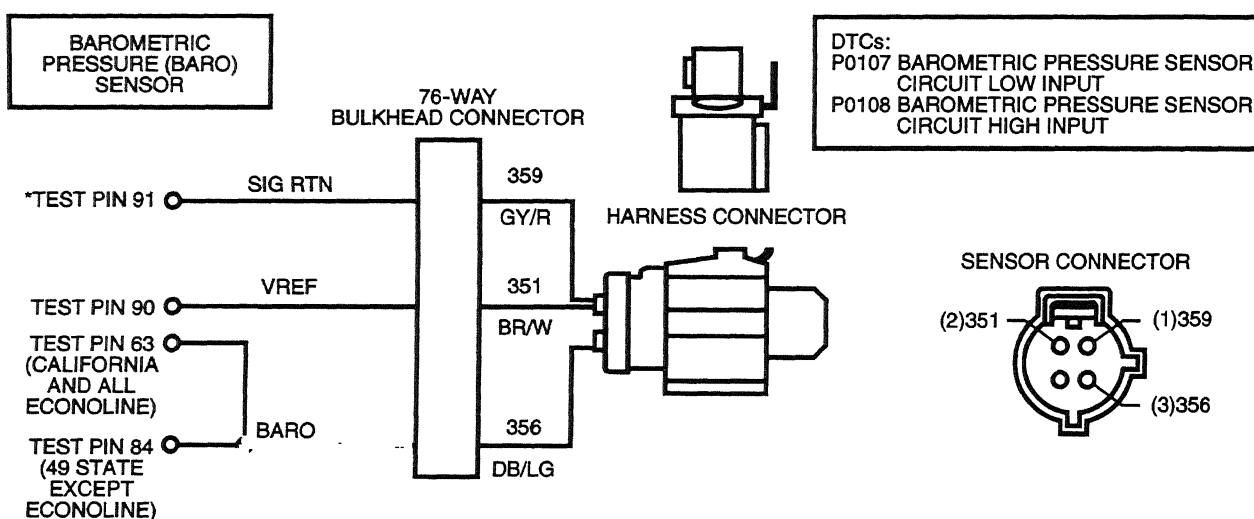 BAROMETRIC
PRESSURE (BARO)
SENSOR
DTCs:
P0107 BAROMETRIC PRESSURE SENSOR
CIRCUIT LOW INPUT
P0108 BAROMETRIC PRESSURE SENSOR
CIRCUIT HIGH INPUT
76-WAY
BULKHEAD CONNECTOR
*TEST PIN 91
SIG RTN
359
GY/R
HARNESS CONNECTOR
TEST PIN 90
VREF
351
BR/W
TEST PIN 63
(CALIFORNIA
AND ALL
ECONOLINE)
TEST PIN 84
(49 STATE
EXCEPT
ECONOLINE)
BARO
356
DB/LG
SENSOR CONNECTOR
(2)351
(1)359
(3)356